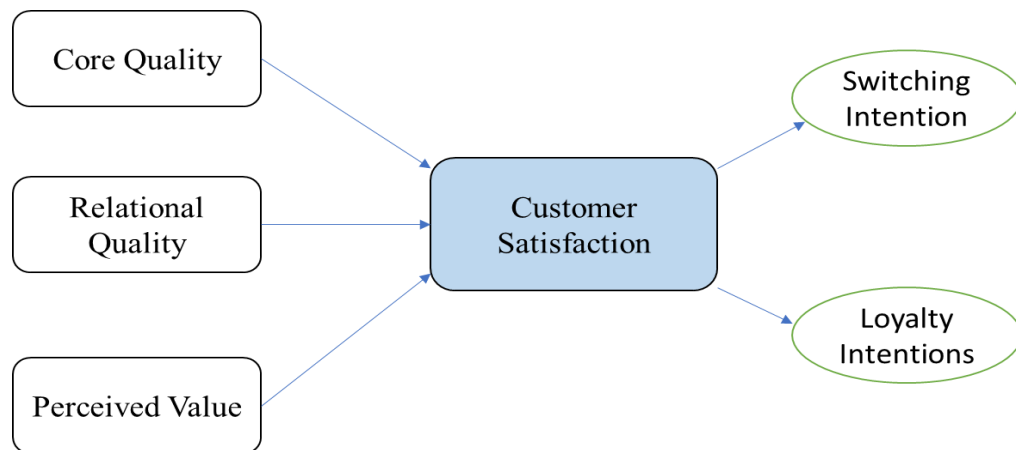 Core Quality
Relational
Quality
Perceived Value
Customer
Satisfaction
Switching
Intention
Loyalty
Intentions